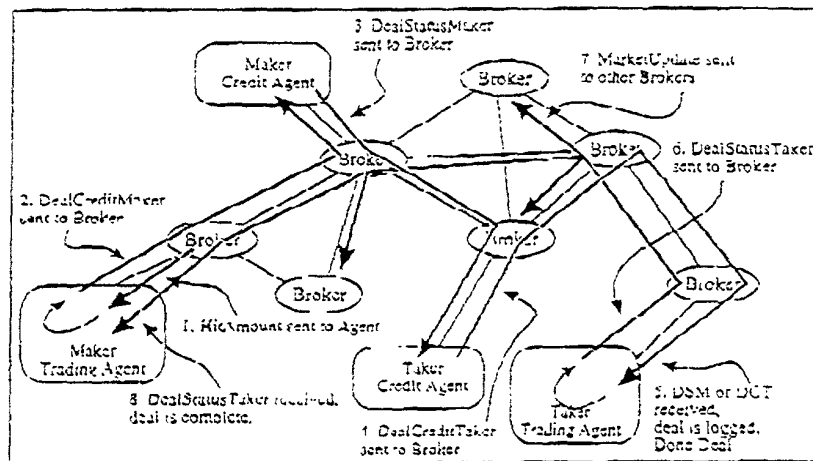 3. DealStatusMaker
sent to Broker
Maker
Credit Agent
Broker
7. MarketUpdate sent
to other Brokers
Broke
Broker
6. DealStatusTaker
sent to Broker
2. DealCreditMaker
sent to Broker
Broker
Broker
Broker
1. HitAmount sent to Agent
Maker
Trading Agent
8. DealStatusTaker received,
deal is complete.
Taker
Credit Agent
4. DealCreditTaker
sent to Broker
Taker
Trading Agent
5. DSM or DCT
received,
deal is logged,
Done Deal